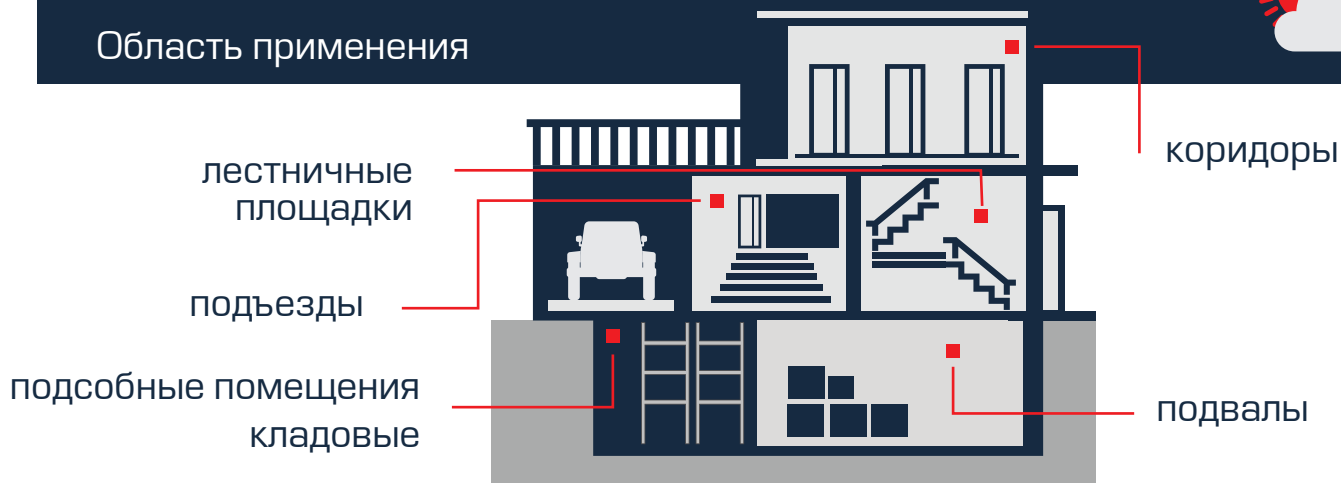 Область применения
лестничные
площадки
подъезды
подсобные помещения
кладовые
коридоры
подвалы